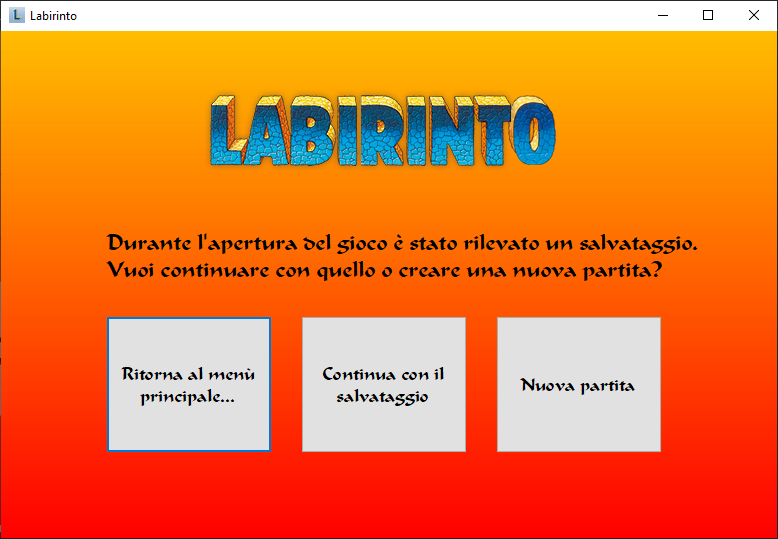 Labirinto
LABIRINTO
Durante l'apertura del gioco è stato rilevato un salvataggio.
Vuoi continuare con quello o creare una nuova partita?
Ritorna al menù
principale...
Continua con il
salvataggio
Nuova partita